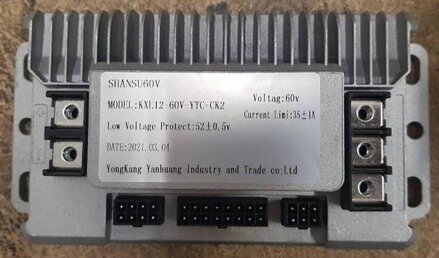 SHANSU60V
MODEL:KXL12-60V-YTC-CK2
Voltag:60v
Current Limi:35±1A
Low Voltage Protect:52±0.5v
DATE:2021.03.04
YongKang Yanhuang Industry and Trade co;Ltd